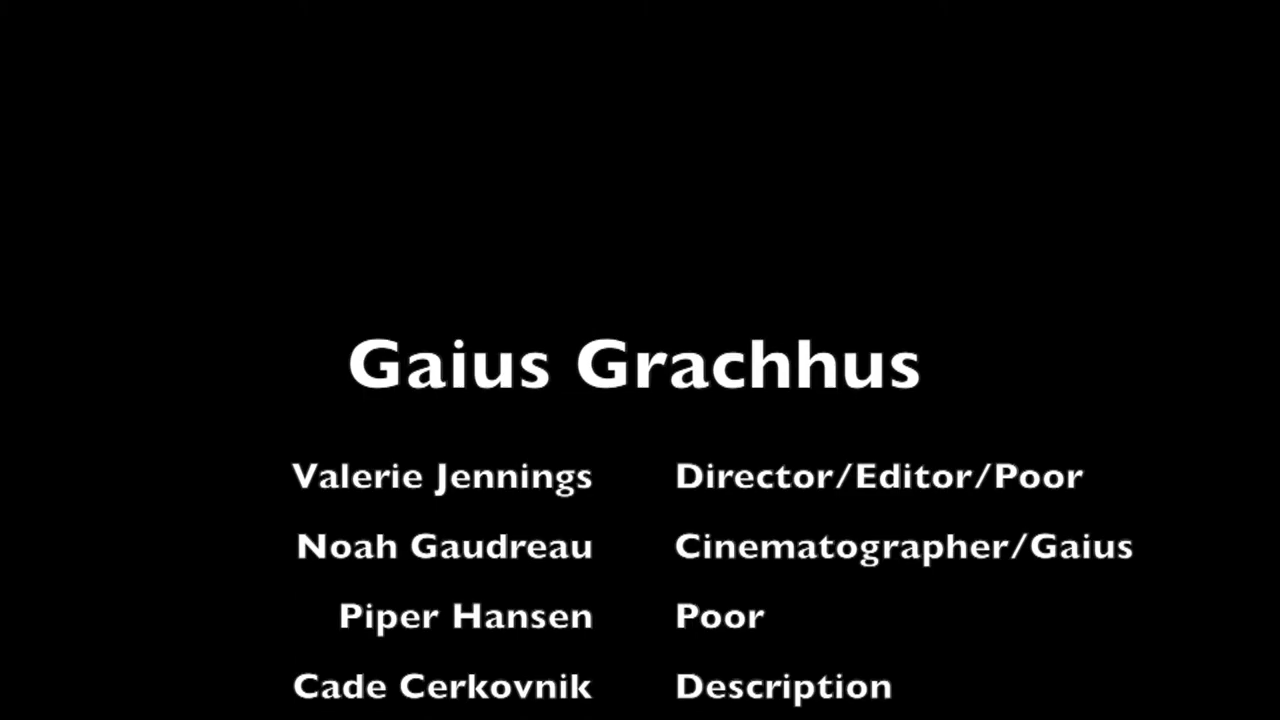 Gaius Grachhus
Valerie Jennings Director/Editor/Poor
Noah Gaudreau Cinematographer/Gaius
Piper Hansen Poor
Cade Cerkovnik Description